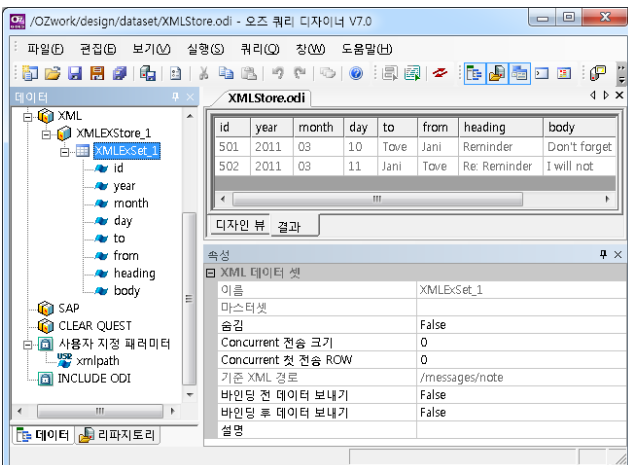 /OZwork/design/dataset/XMLStore.odi - 오즈 쿼리 디자이너 V7.0
파일(F) 편집(E) 보기(V) 실행(S) 쿼리(Q) 창(W) 도움말(H)
데이터
XML
XMLEXStore_1
XMLExSet_1
id
year
month
day
to
from
heading
body
SAP
CLEAR QUEST
사용자 지정 패러미터
xmlpath
INCLUDE ODI
데이터 리파지토리
XMLStore.odi
id year month day to from heading body
501 2011 03 10 Tove Jani Reminder Don't forget
502 2011 03 11 Jani Tove Re: Reminder I will not
디자인 뷰 결과
속성
XML 데이터 셋
이름 XMLExSet_1
마스터셋
숨김 False
Concurrent 전송 크기 0
Concurrent 첫 전송 ROW 0
기준 XML 경로 /messages/note
바인딩 전 데이터 보내기 False
바인딩 후 데이터 보내기 False
설명